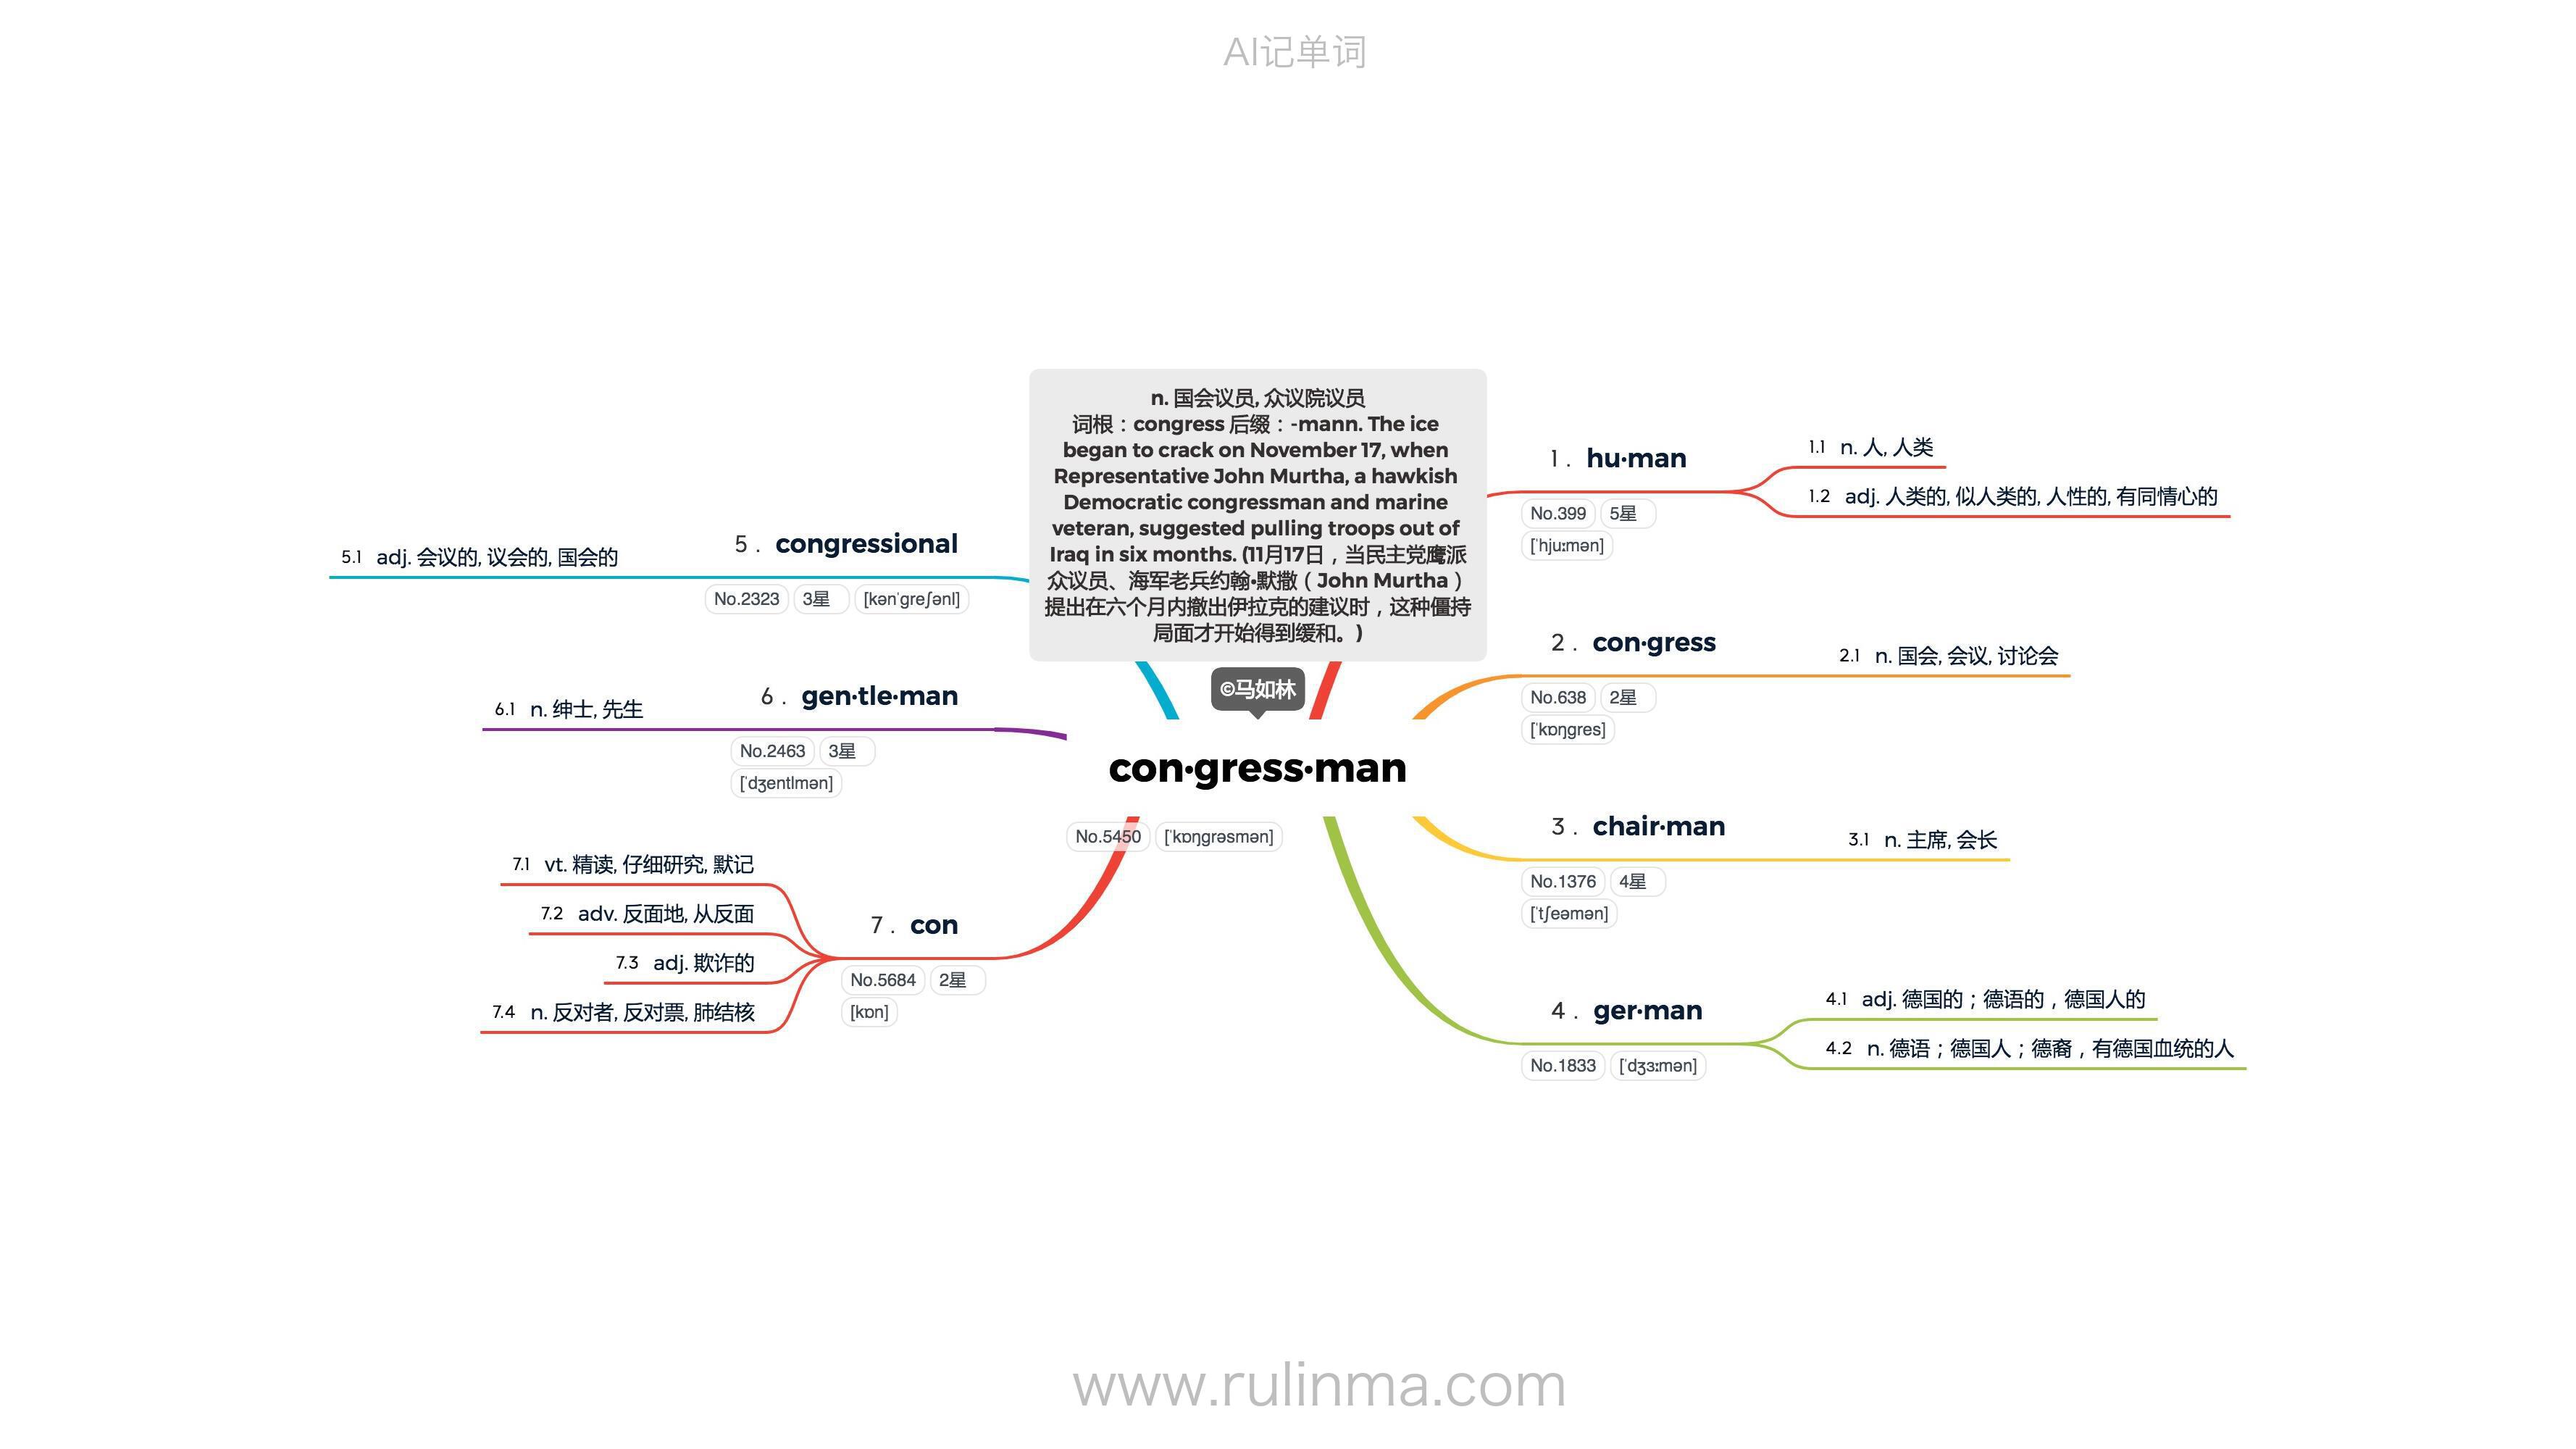 AI记单词
n. 国会议员, 众议院议员
词根：congress 后缀：-mann. The ice
began to crack on November 17, when
Representative John Murtha, a hawkish
Democratic congressman and marine
veteran, suggested pulling troops out of
Iraq in six months. (11月17日，当民主党鹰派
众议员、海军老兵约翰•默撒（John Murtha）
提出在六个月内撤出伊拉克的建议时，这种僵持
局面才开始得到缓和。)
©马如林
con·gress·man
No.5450 [ˈkɒŋgrəsmən]
1. hu·man
No.399 5星
[ˈhjuːmən]
1.1 n. 人, 人类
1.2 adj. 人类的, 似人类的, 人性的, 有同情心的
2. con·gress
No.638 2星
[ˈkɒŋgres]
2.1 n. 国会, 会议, 讨论会
3. chair·man
No.1376 4星
[ˈtʃeəmən]
3.1 n. 主席, 会长
4. ger·man
No.1833 [ˈdʒɜːmən]
4.1 adj. 德国的；德语的，德国人的
4.2 n. 德语；德国人；德裔，有德国血统的人
5. congressional
No.2323 3星 [kənˈgreʃənl]
5.1 adj. 会议的, 议会的, 国会的
6. gen·tle·man
No.2463 3星
[ˈdʒentlmən]
6.1 n. 绅士, 先生
7. con
No.5684 2星
[kɒn]
7.1 vt. 精读, 仔细研究, 默记
7.2 adv. 反面地, 从反面
7.3 adj. 欺诈的
7.4 n. 反对者, 反对票, 肺结核
www.rulinma.com